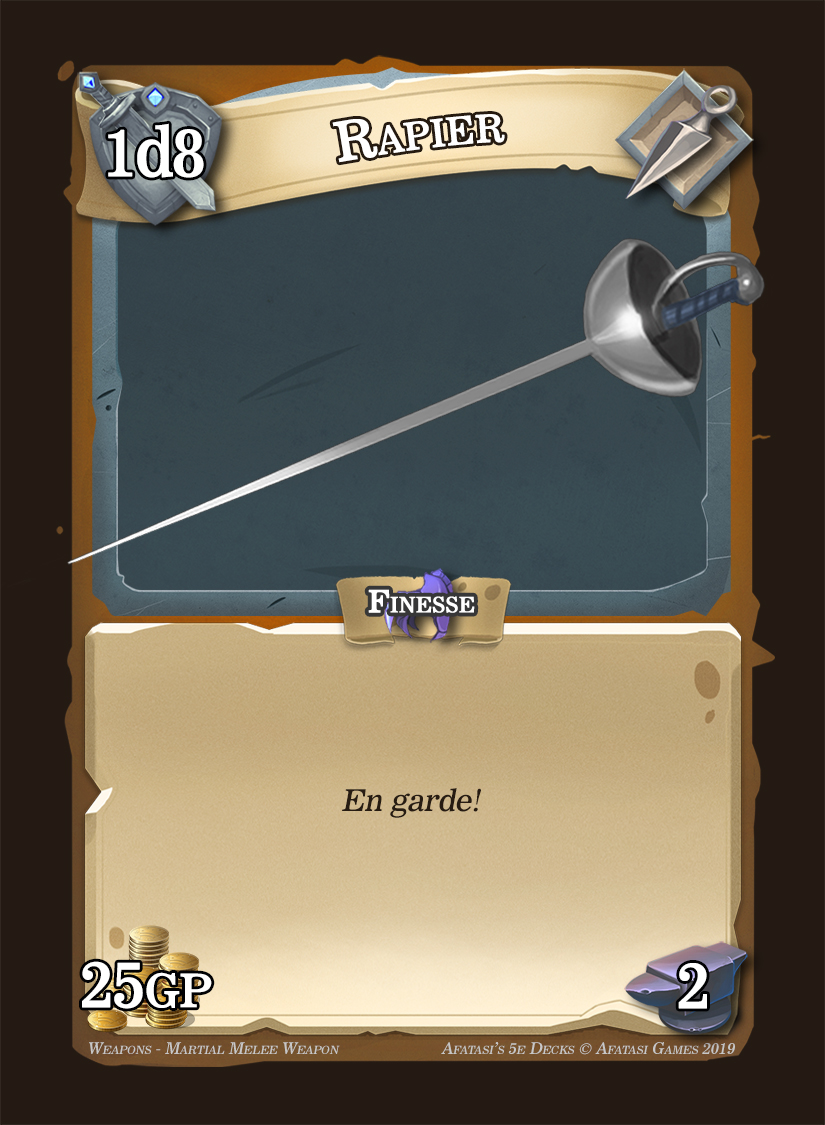 1d8
Rapier
Finesse
En garde!
25GP
2
Weapons - Martial Melee Weapon
Afatasi's 5e Decks © Afatasi Games 2019